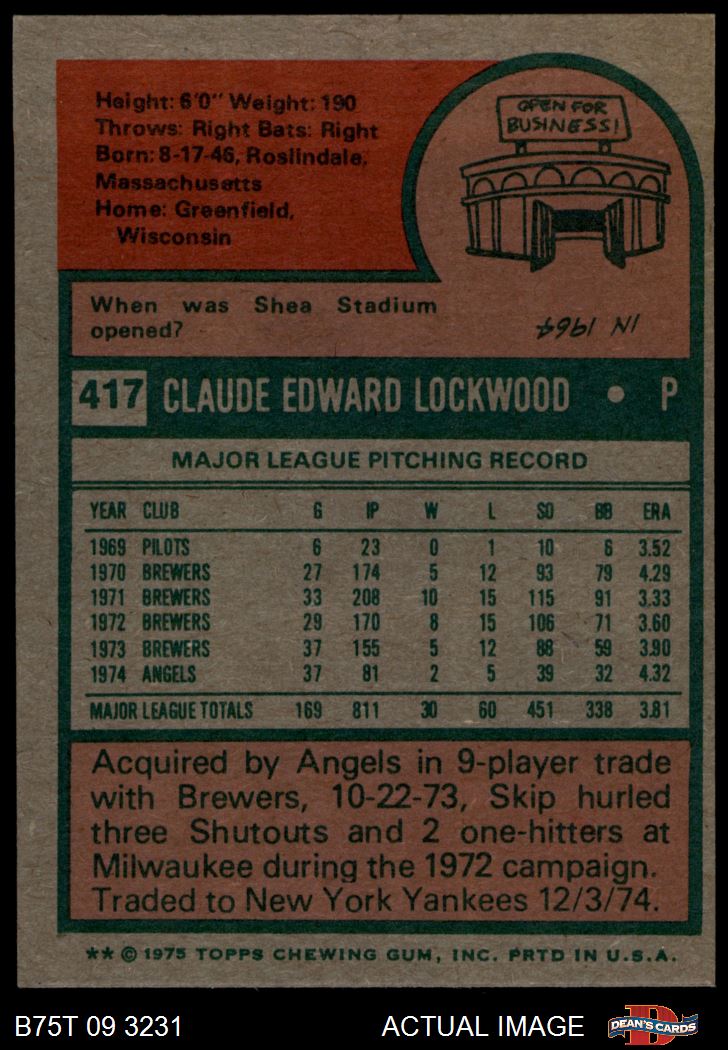 Height: 6'0" Weight: 190
Throws: Right Bats: Right
Born: 8-17-46, Roslindale,
Massachusetts
Home: Greenfield,
Wisconsin
OPEN FOR
BUSINESS!
When was Shea Stadium
opened?
IN 1964
417 CLAUDE EDWARD LOCKWOOD • P
MAJOR LEAGUE PITCHING RECORD
YEAR CLUB G IP W L SO BB ERA
1969 PILOTS 6 23 0 1 10 6 3.52
1970 BREWERS 27 174 5 12 93 79 4.29
1971 BREWERS 33 208 10 15 115 91 3.33
1972 BREWERS 29 170 8 15 106 71 3.60
1973 BREWERS 37 155 5 12 88 59 3.90
1974 ANGELS 37 81 2 5 39 32 4.32
MAJOR LEAGUE TOTALS 169 811 30 60 451 338 3.81
Acquired by Angels in 9-player trade
with Brewers, 10-22-73, Skip hurled
three Shutouts and 2 one-hitters at
Milwaukee during the 1972 campaign.
Traded to New York Yankees 12/3/74.
** © 1975 TOPPS CHEWING GUM, INC. PRTD IN U.S.A.
B75T 09 3231 ACTUAL IMAGE
D
DEAN'S CARDS